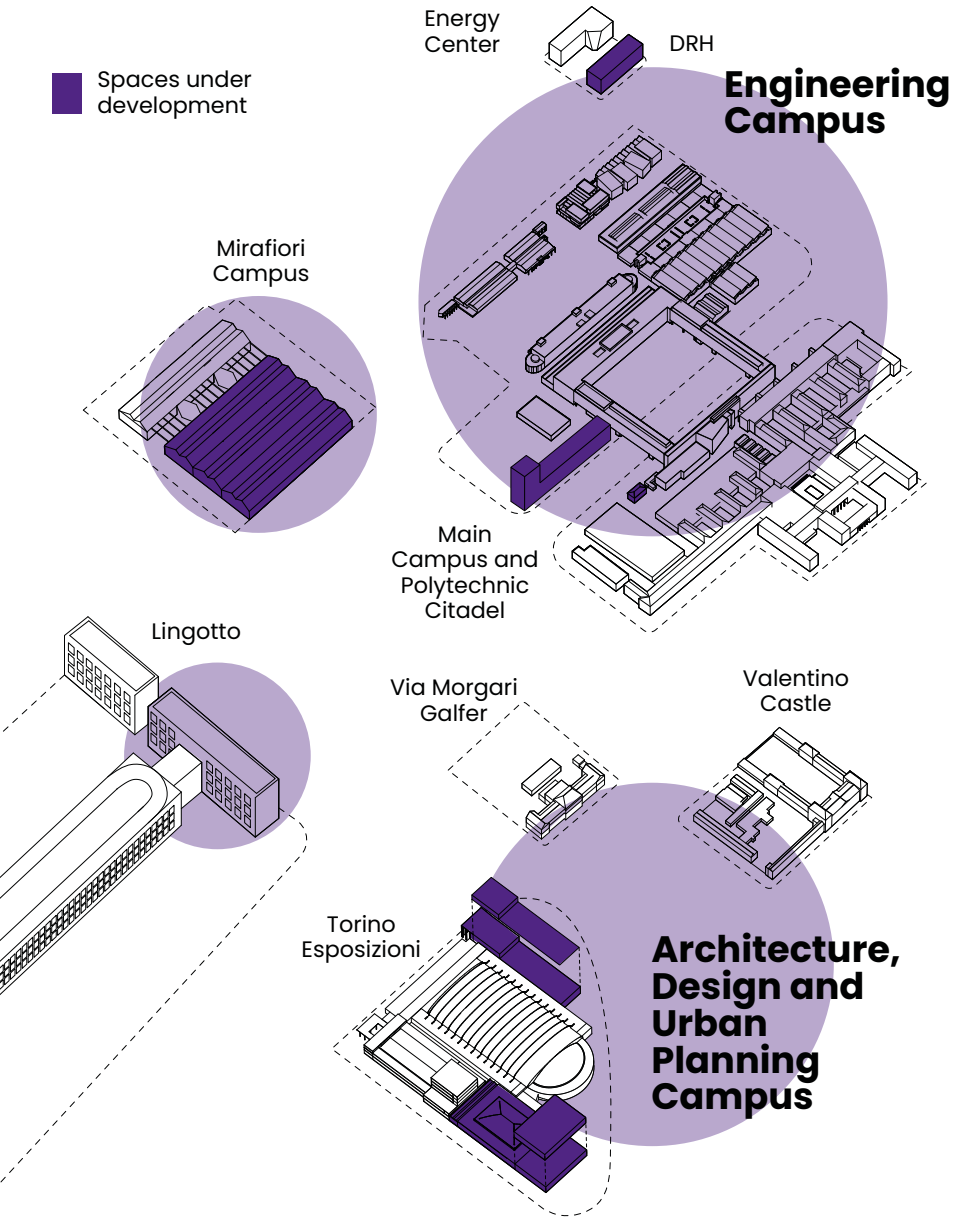 Energy
Center
DRH
Spaces under
development
Engineering
Campus
Mirafiori
Campus
Main
Campus and
Polytechnic
Citadel
Lingotto
Via Morgari
Galfer
Valentino
Castle
Torino
Esposizioni
Architecture,
Design and
Urban
Planning
Campus